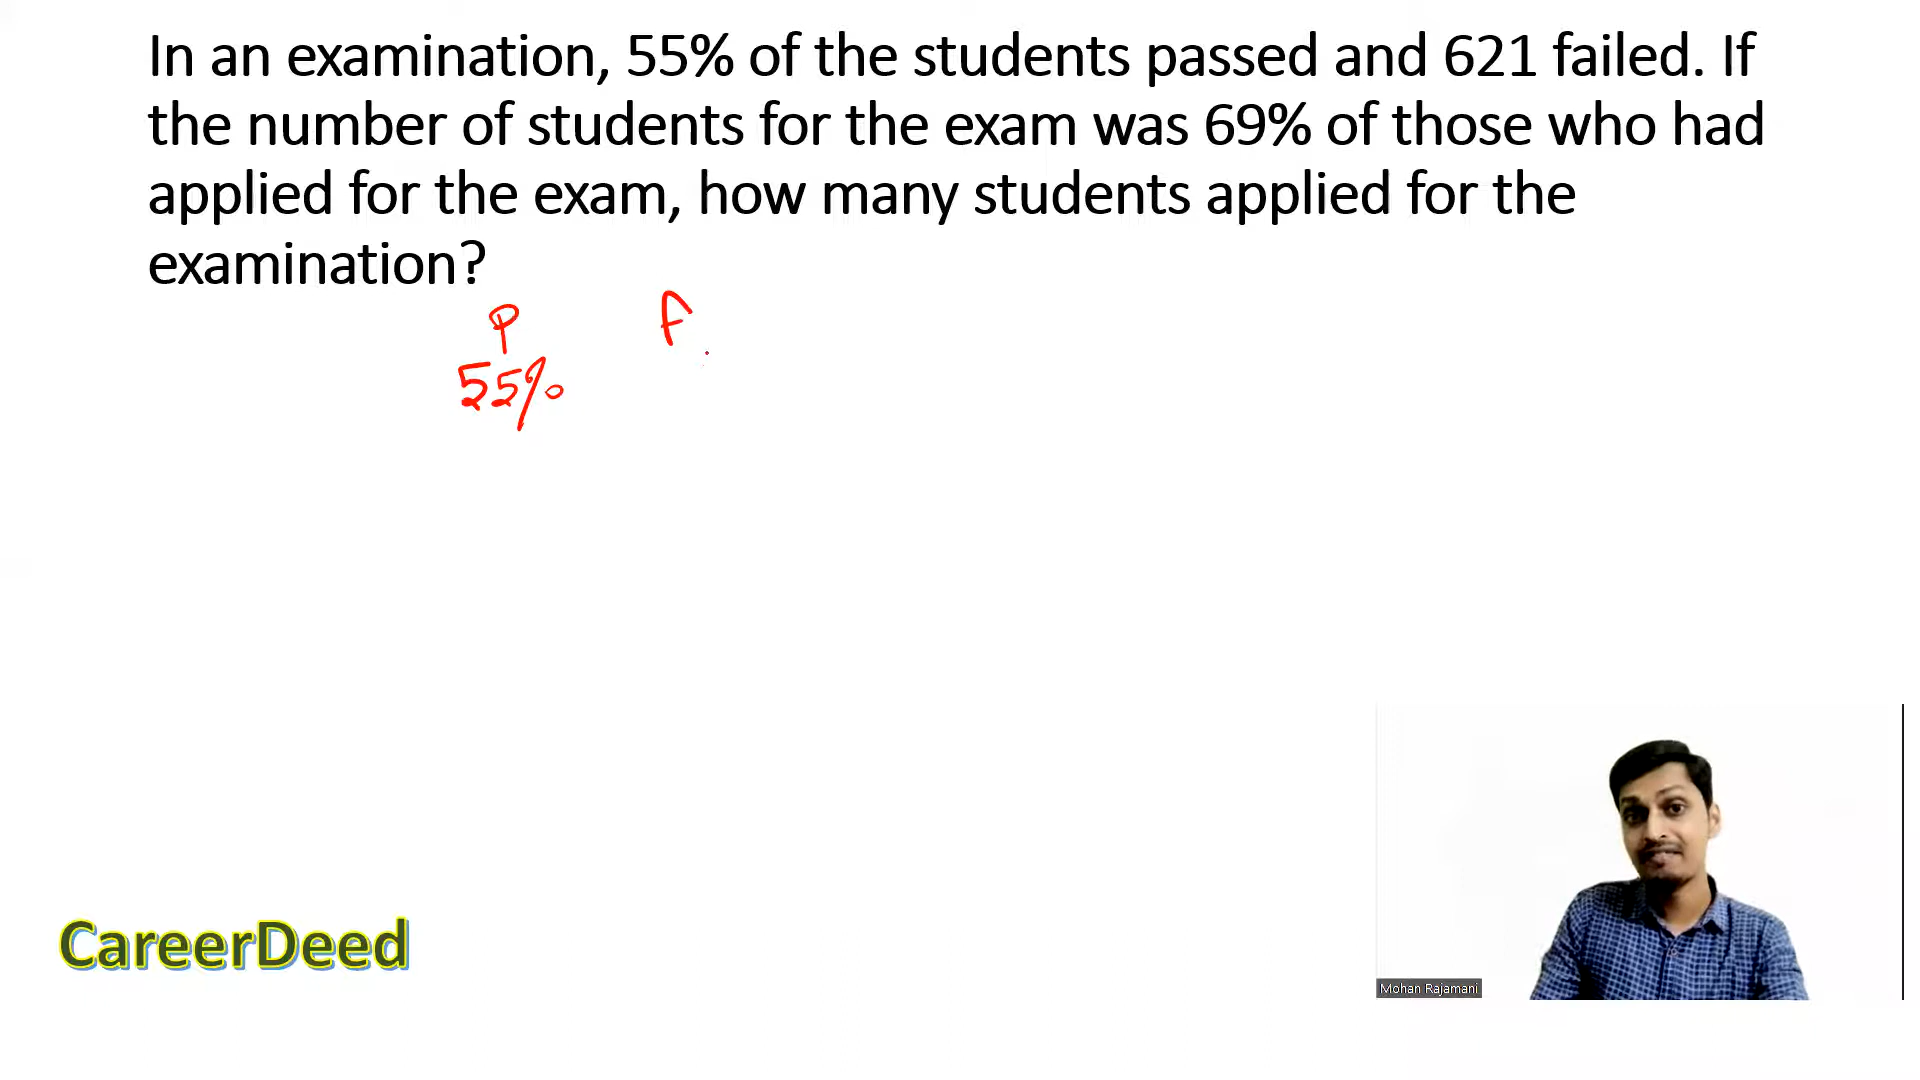 In an examination, 55% of the students passed and 621 failed. If
the number of students for the exam was 69% of those who had
applied for the exam, how many students applied for the
examination?
P F
55%
CareerDeed
Mohan Rajamani